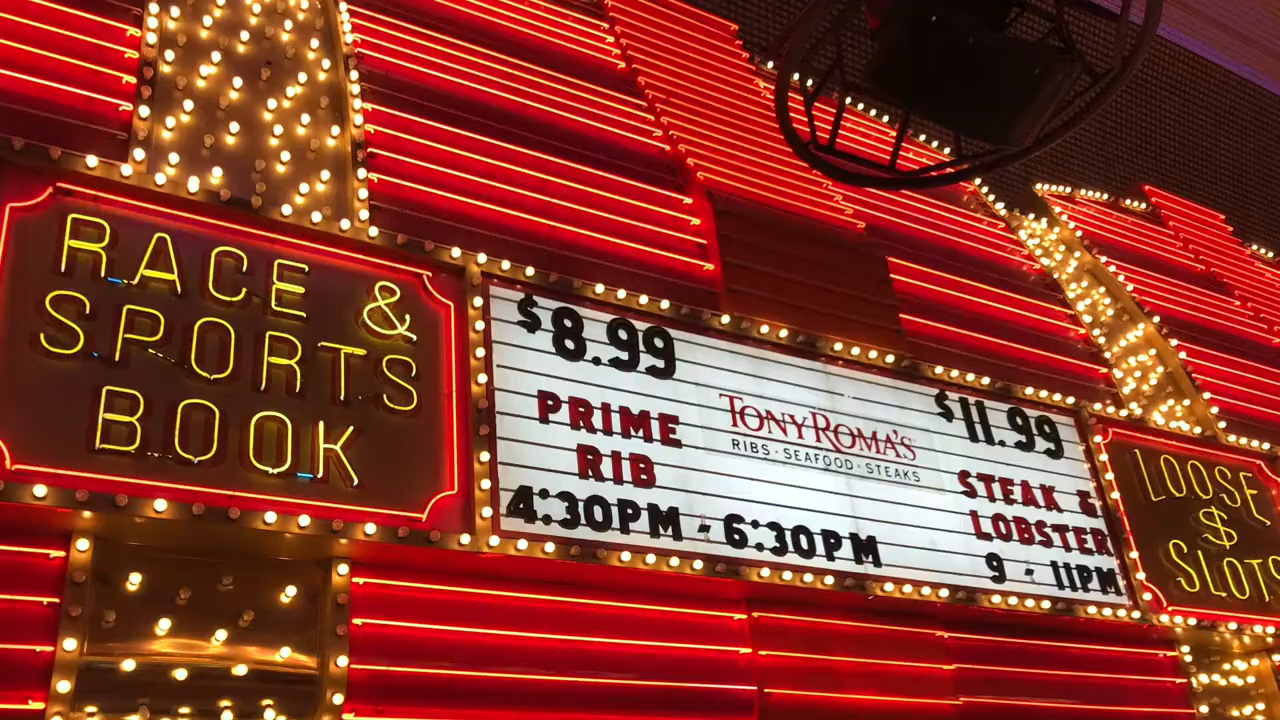 RACE &
SPORTS
BOOK
$8.99
PRIME
RIB
4:30PM - 6:30PM
TONY ROMA'S
RIBS · SEAFOOD · STEAKS
$11.99
STEAK &
LOBSTER
9 - 11PM
LOOSE
$
SLOTS